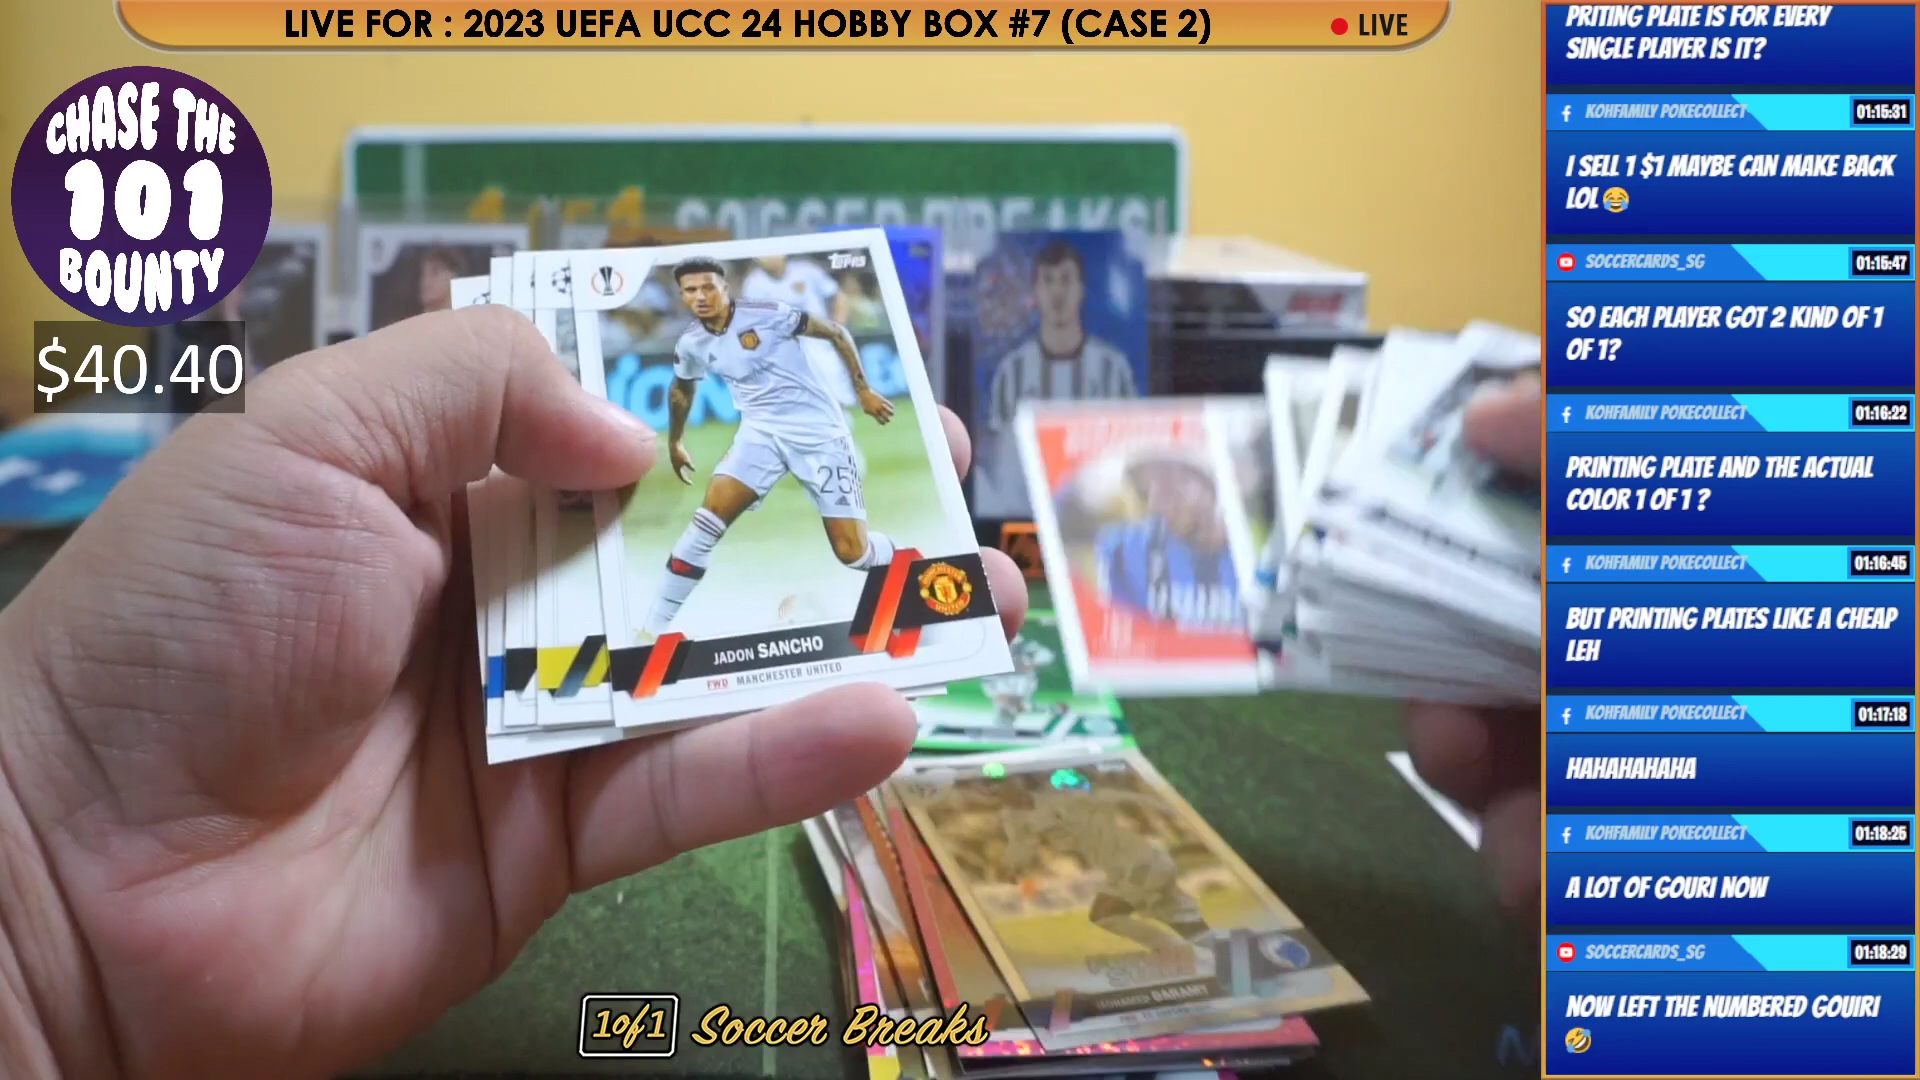 LIVE FOR : 2023 UEFA UCC 24 HOBBY BOX #7 (CASE 2)
LIVE
CHASE THE
101
BOUNTY
$40.40
SOCCER BREAKS!
TOPPS
25
JADON SANCHO
FWD MANCHESTER UNITED
MANCHESTER
UNITED
1of1 Soccer Breaks
PRITING PLATE IS FOR EVERY
SINGLE PLAYER IS IT?
KOHFAMILY POKECOLLECT 01:15:31
I SELL 1 $1 MAYBE CAN MAKE BACK
LOL 😂
SOCCERCARDS_SG 01:15:47
SO EACH PLAYER GOT 2 KIND OF 1
OF 1?
KOHFAMILY POKECOLLECT 01:16:22
PRINTING PLATE AND THE ACTUAL
COLOR 1 OF 1 ?
KOHFAMILY POKECOLLECT 01:16:45
BUT PRINTING PLATES LIKE A CHEAP
LEH
KOHFAMILY POKECOLLECT 01:17:18
HAHAHAHAHA
KOHFAMILY POKECOLLECT 01:18:25
A LOT OF GOURI NOW
SOCCERCARDS_SG 01:18:29
NOW LEFT THE NUMBERED GOUIRI
🤣